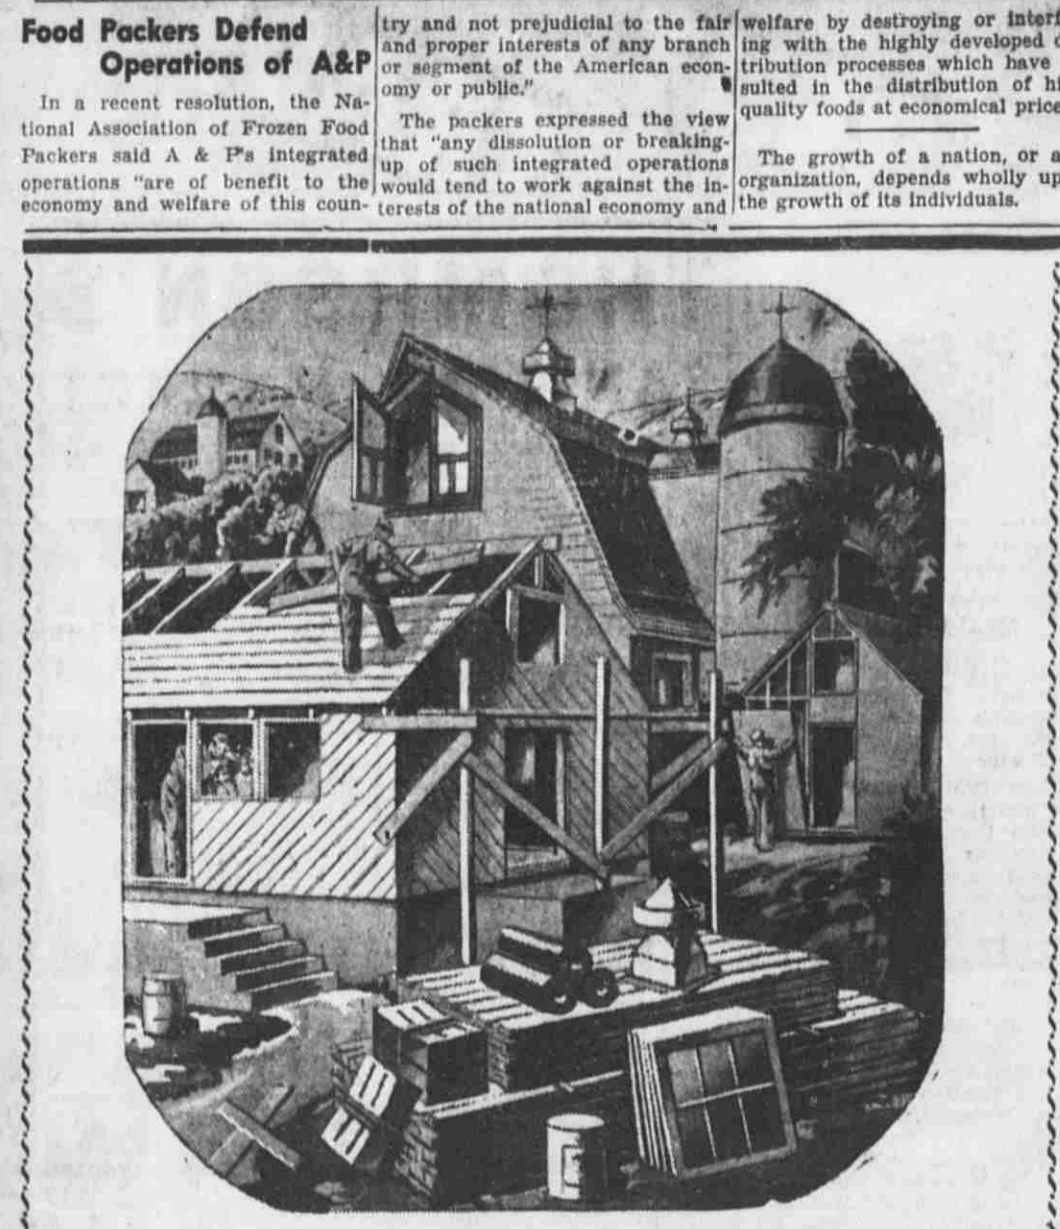 Food Packers Defend
Operations of A&P
In a recent resolution, the Na-
tional Association of Frozen Food
Packers said A & P's integrated
operations "are of benefit to the
economy and welfare of this coun-
try and not prejudicial to the fair
and proper interests of any branch
or segment of the American econ-
omy or public."
The packers expressed the view
that "any dissolution or breaking-
up of such integrated operations
would tend to work against the in-
terests of the national economy and
welfare by destroying or interf
ing with the highly developed
tribution processes which have
sulted in the distribution of hi
quality foods at economical price
The growth of a nation, or a
organization, depends wholly up
the growth of its individuals.